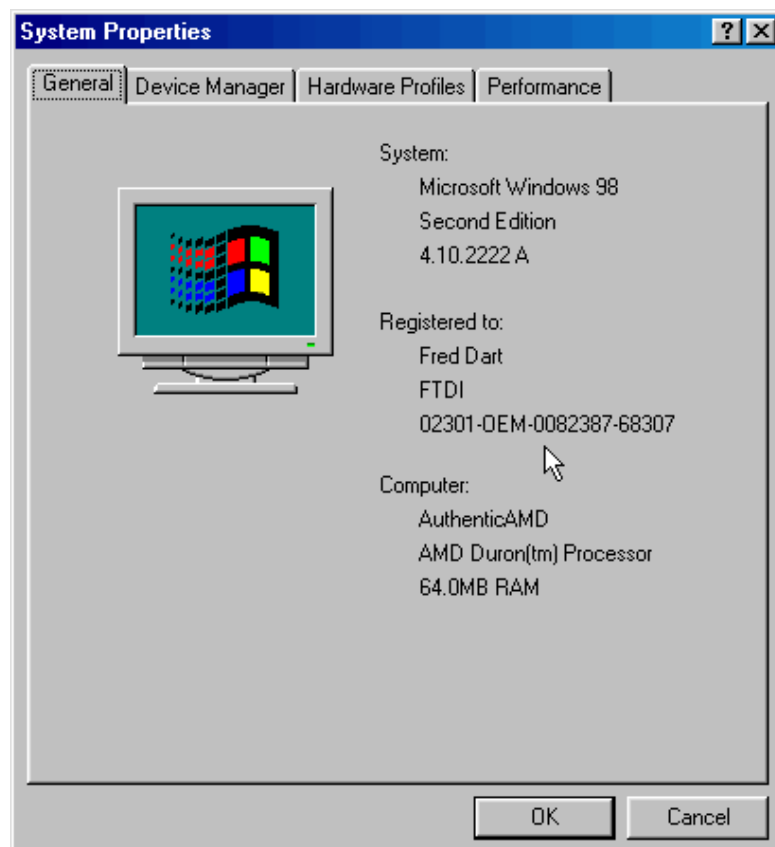 System Properties
General Device Manager Hardware Profiles Performance
System:
Microsoft Windows 98
Second Edition
4.10.2222 A
Registered to:
Fred Dart
FTDI
02301-OEM-0082387-68307
Computer:
AuthenticAMD
AMD Duron(tm) Processor
64.0MB RAM
OK Cancel